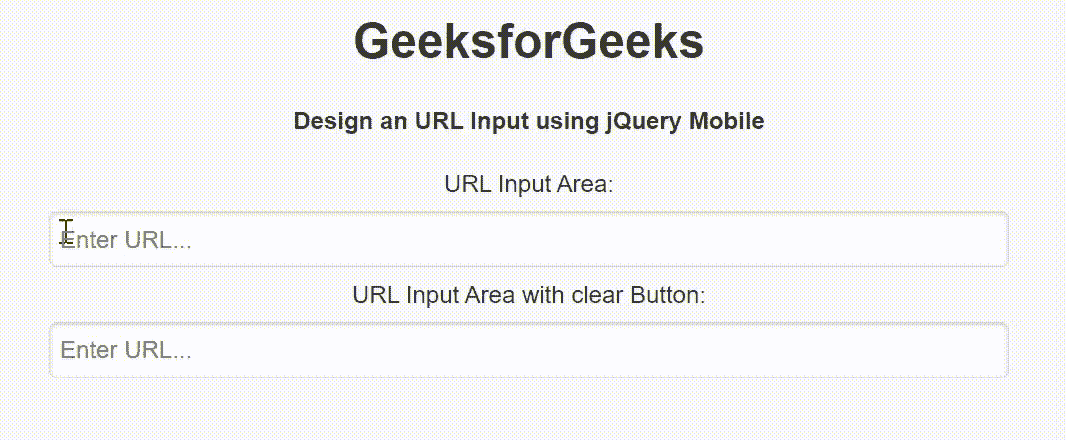 GeeksforGeeks
Design an URL Input using jQuery Mobile
URL Input Area:
Enter URL...
URL Input Area with clear Button:
Enter URL...